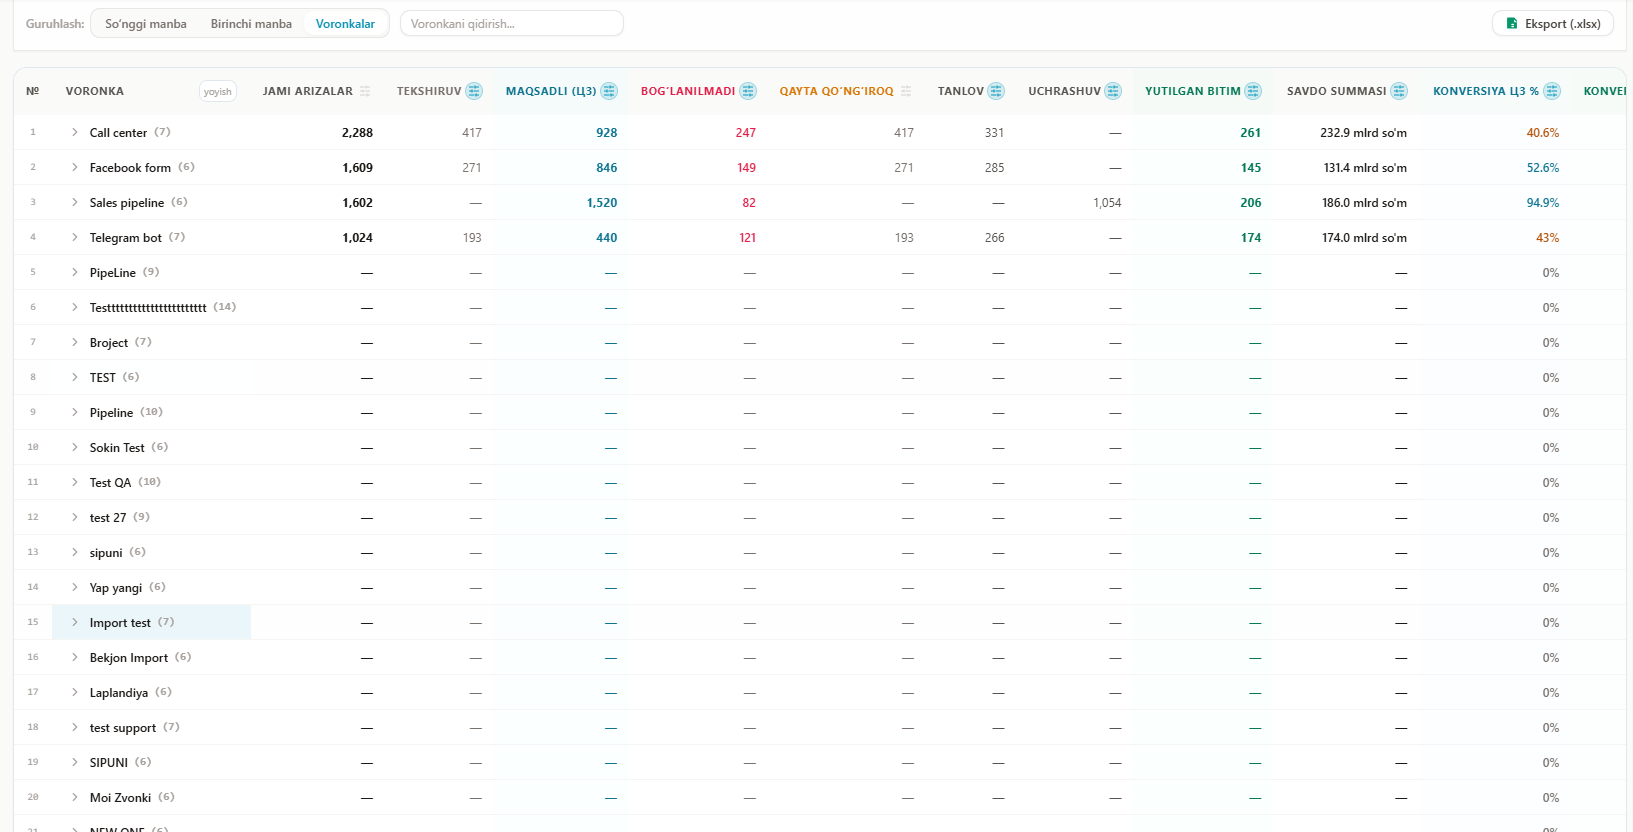 Guruhlash: So‘nggi manba Birinchi manba Voronkalar Voronkani qidirish... Eksport (.xlsx)
№ VORONKA yoyish JAMI ARIZALAR TEKSHIRUV MAQSADLI (ЦЗ) BOG‘LANILMADI QAYTA QO‘NG‘IROQ TANLOV UCHRASHUV YUTILGAN BITIM SAVDO SUMMASI KONVERSIYA ЦЗ % KONVER
1 Call center (7) 2,288 417 928 247 417 331 — 261 232.9 mlrd so'm 40.6%
2 Facebook form (6) 1,609 271 846 149 271 285 — 145 131.4 mlrd so'm 52.6%
3 Sales pipeline (6) 1,602 — 1,520 82 — — 1,054 206 186.0 mlrd so'm 94.9%
4 Telegram bot (7) 1,024 193 440 121 193 266 — 174 174.0 mlrd so'm 43%
5 PipeLine (9) — — — — — — — — — 0%
6 Testttttttttttttttttttttttt (14) — — — — — — — — — 0%
7 Broject (7) — — — — — — — — — 0%
8 TEST (6) — — — — — — — — — 0%
9 Pipeline (10) — — — — — — — — — 0%
10 Sokin Test (6) — — — — — — — — — 0%
11 Test QA (10) — — — — — — — — — 0%
12 test 27 (9) — — — — — — — — — 0%
13 sipuni (6) — — — — — — — — — 0%
14 Yap yangi (6) — — — — — — — — — 0%
15 Import test (7) — — — — — — — — — 0%
16 Bekjon Import (6) — — — — — — — — — 0%
17 Laplandiya (6) — — — — — — — — — 0%
18 test support (7) — — — — — — — — — 0%
19 SIPUNI (6) — — — — — — — — — 0%
20 Moi Zvonki (6) — — — — — — — — — 0%
21 NEW ONE (6) — — — — — — — — — 0%